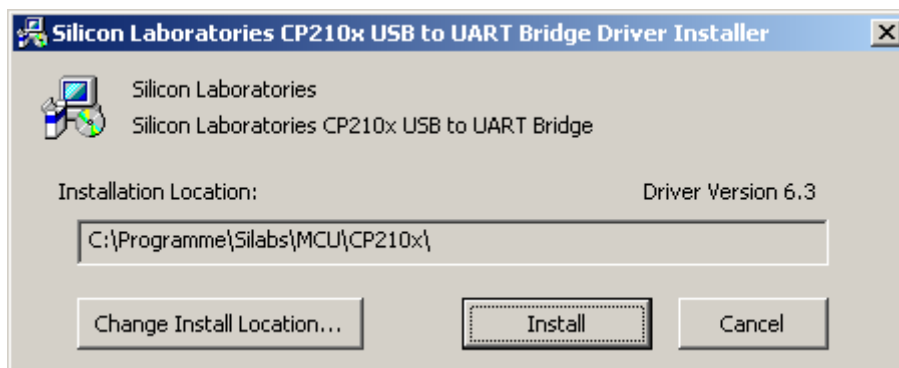 Silicon Laboratories CP210x USB to UART Bridge Driver Installer
Silicon Laboratories
Silicon Laboratories CP210x USB to UART Bridge
Installation Location: Driver Version 6.3
C:\Programme\Silabs\MCU\CP210x\
Change Install Location... Install Cancel